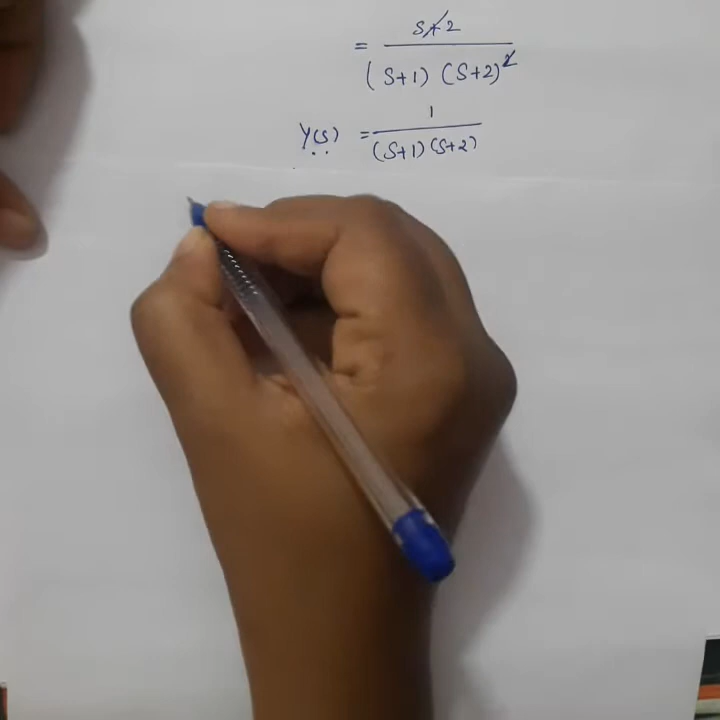 = s+2 / (s+1) (s+2)²
Y(s) = 1 / (s+1) (s+2)